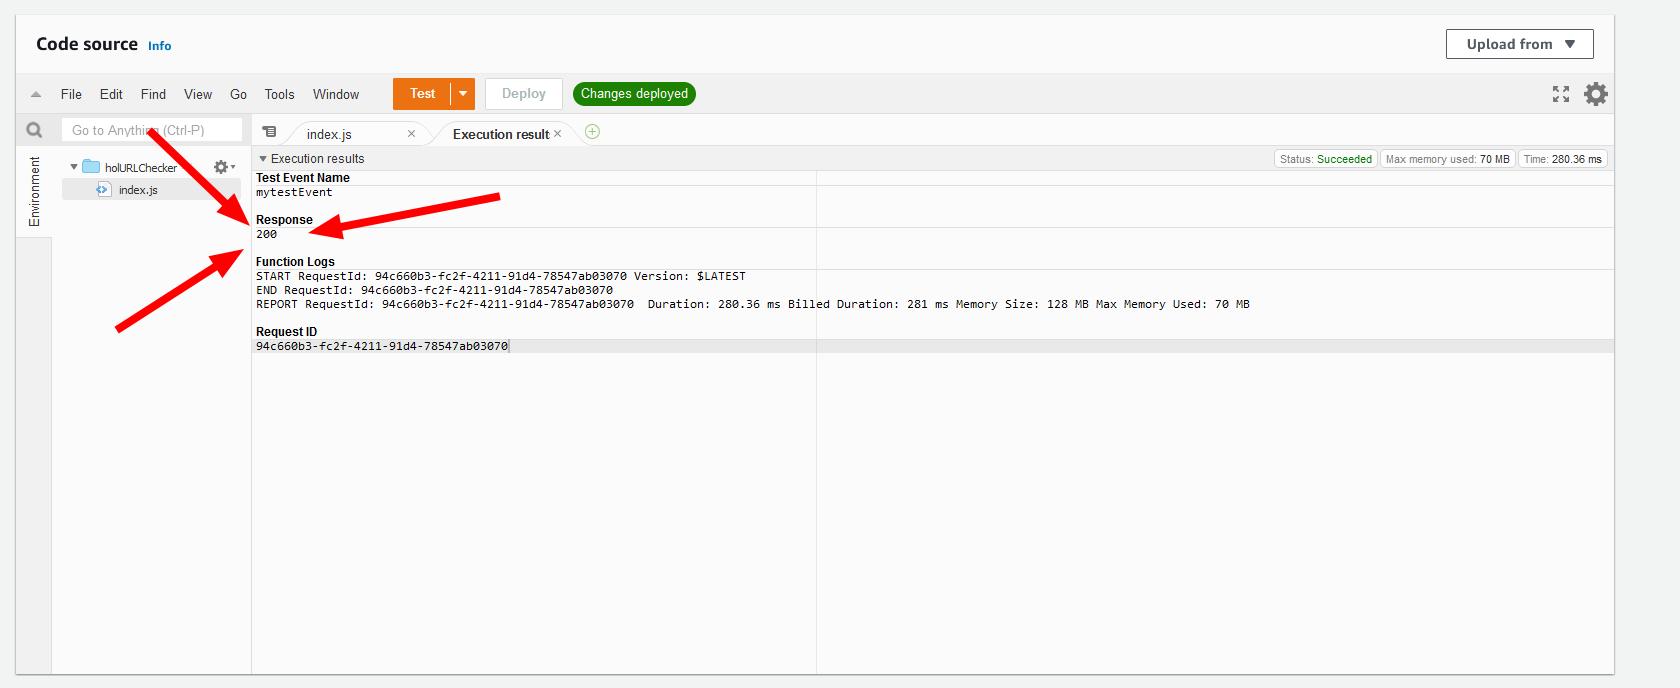 Code source Info
Upload from
File Edit Find View Go Tools Window Test Deploy Changes deployed
Go to Anything (Ctrl-P)
index.js
Execution result
Environment
holURLChecker
index.js
Execution results
Status: Succeeded Max memory used: 70 MB Time: 280.36 ms
Test Event Name
mytestEvent
Response
200
Function Logs
START RequestId: 94c660b3-fc2f-4211-91d4-78547ab03070 Version: $LATEST
END RequestId: 94c660b3-fc2f-4211-91d4-78547ab03070
REPORT RequestId: 94c660b3-fc2f-4211-91d4-78547ab03070 Duration: 280.36 ms Billed Duration: 281 ms Memory Size: 128 MB Max Memory Used: 70 MB
Request ID
94c660b3-fc2f-4211-91d4-78547ab03070